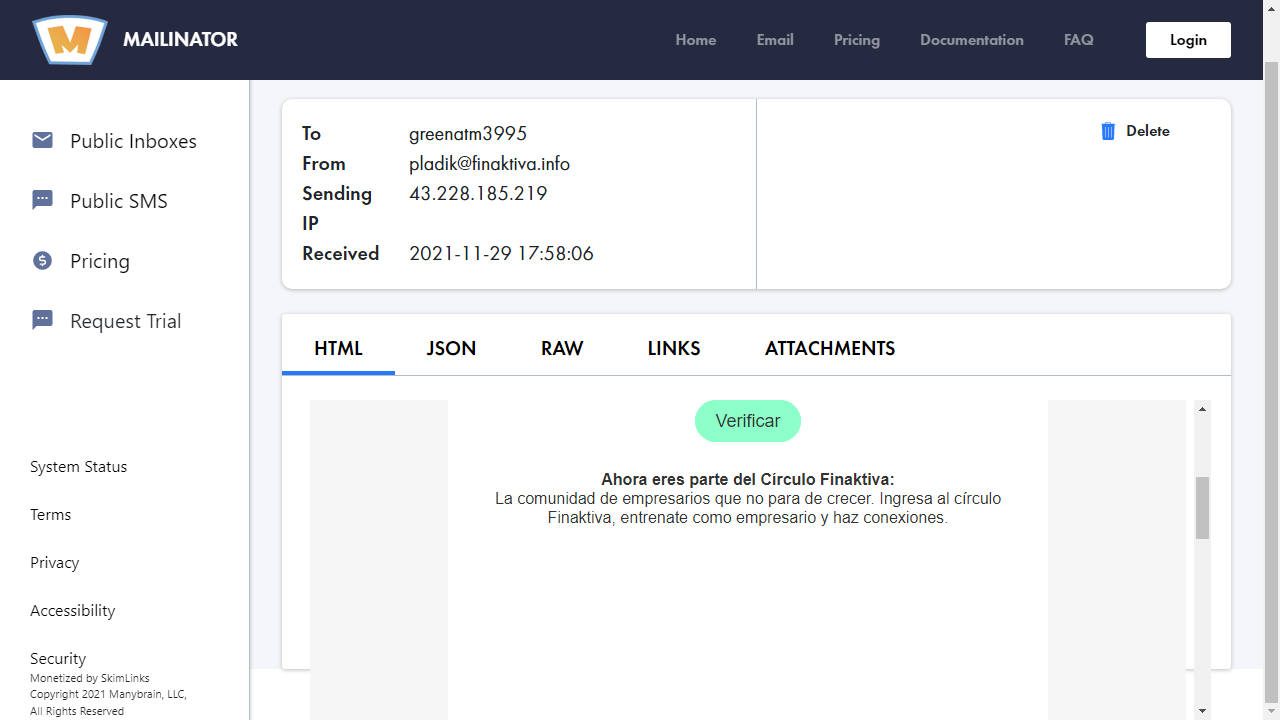 MAILINATOR
Home Email Pricing Documentation FAQ Login
Public Inboxes
Public SMS
Pricing
Request Trial
System Status
Terms
Privacy
Accessibility
Security
Monetized by SkimLinks
Copyright 2021 Manybrain, LLC,
All Rights Reserved
To greenatm3995
From pladik@finaktiva.info
Sending 43.228.185.219
IP
Received 2021-11-29 17:58:06
Delete
HTML JSON RAW LINKS ATTACHMENTS
Verificar
Ahora eres parte del Círculo Finaktiva:
La comunidad de empresarios que no para de crecer. Ingresa al círculo
Finaktiva, entrenate como empresario y haz conexiones.